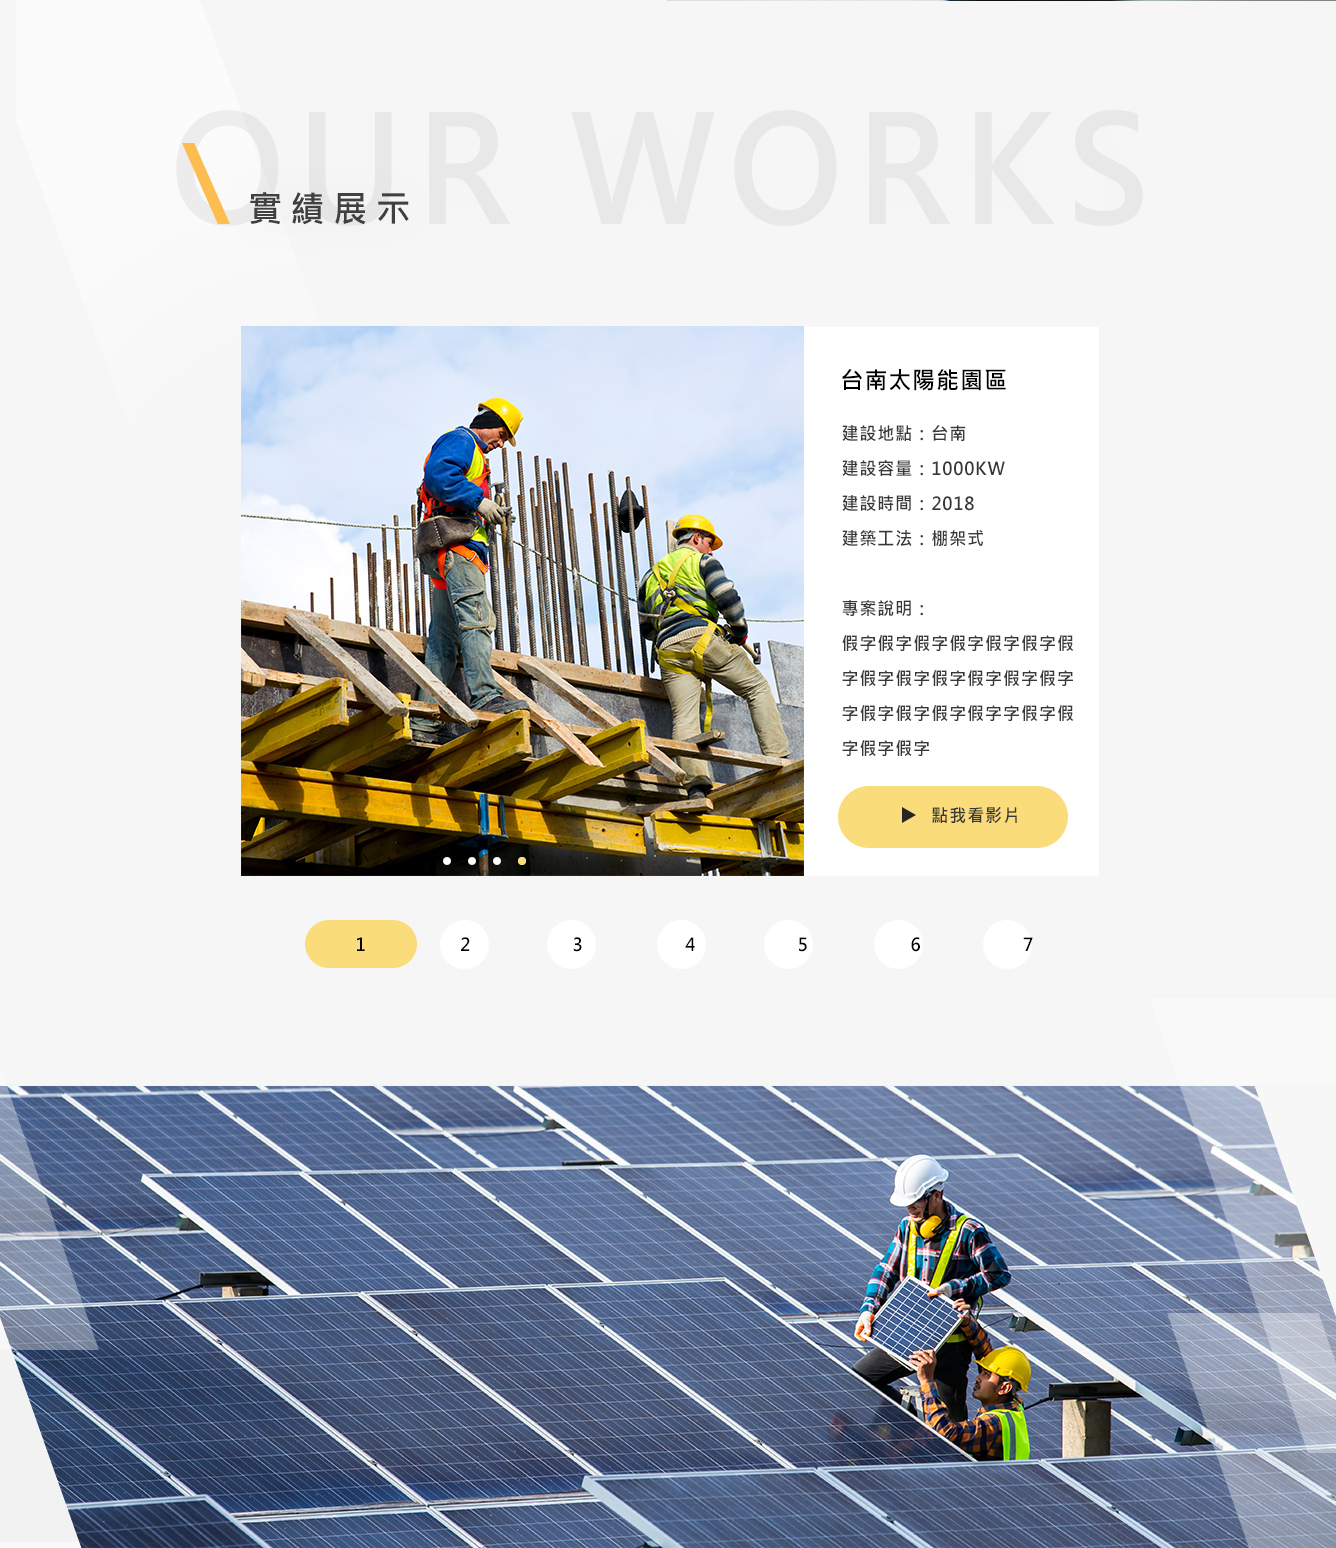 OUR WORKS
實績展示
台南太陽能園區
建設地點：台南
建設容量：1000KW
建設時間：2018
建築工法：棚架式
專案說明：
假字假字假字假字假字假字假
字假字假字假字假字假字假字
字假字假字假字假字字假字假
字假字假字
▶ 點我看影片
1 2 3 4 5 6 7